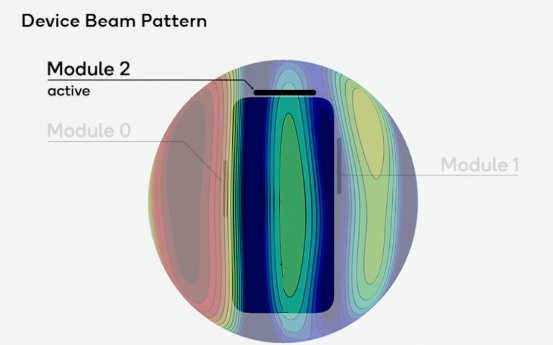 Device Beam Pattern
Module 2
active
Module 0
Module 1